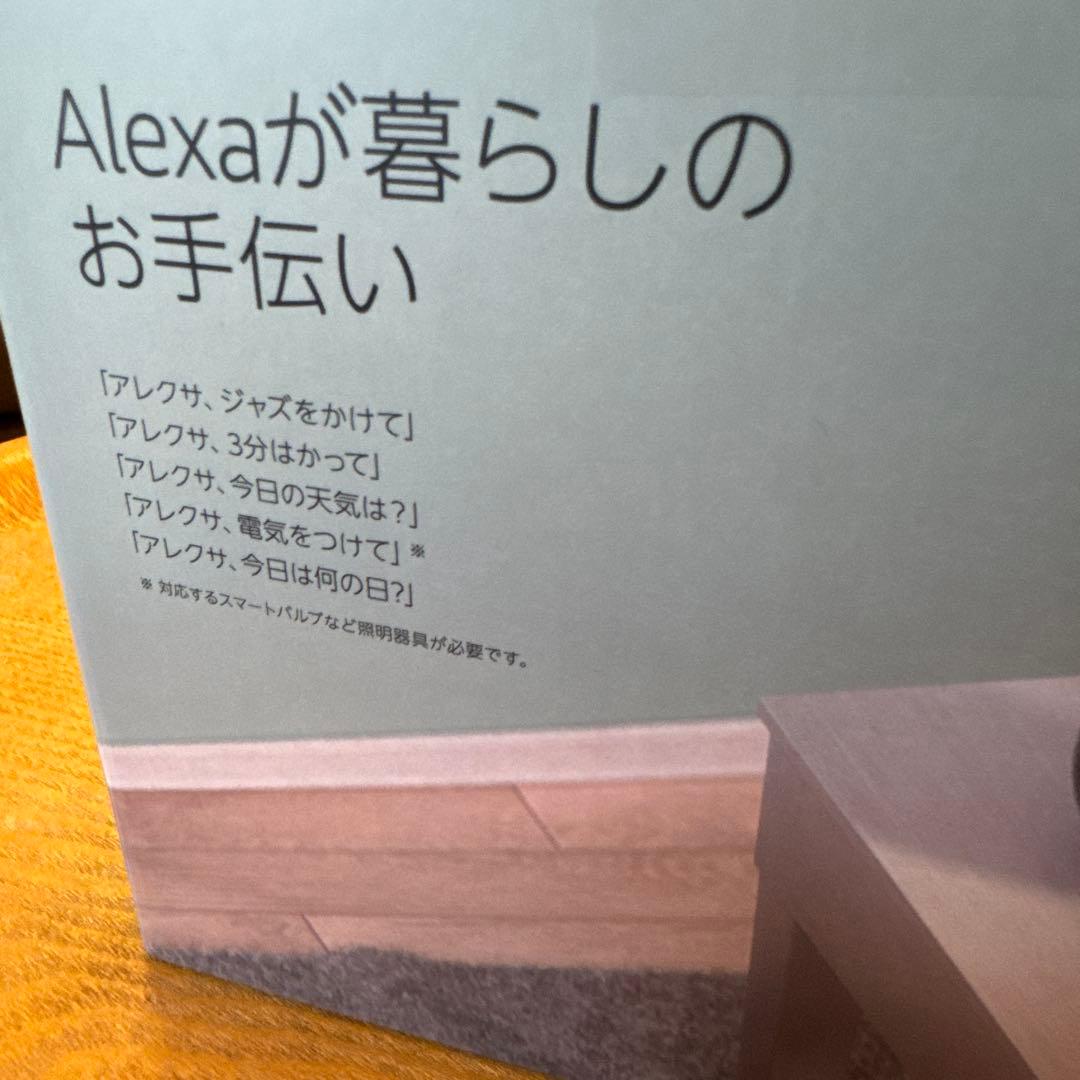 Alexaが暮らしの
お手伝い
「アレクサ、ジャズをかけて」
「アレクサ、3分はかって」
「アレクサ、今日の天気は?」
「アレクサ、電気をつけて」※
「アレクサ、今日は何の日?」
※ 対応するスマートバルブなど照明器具が必要です。